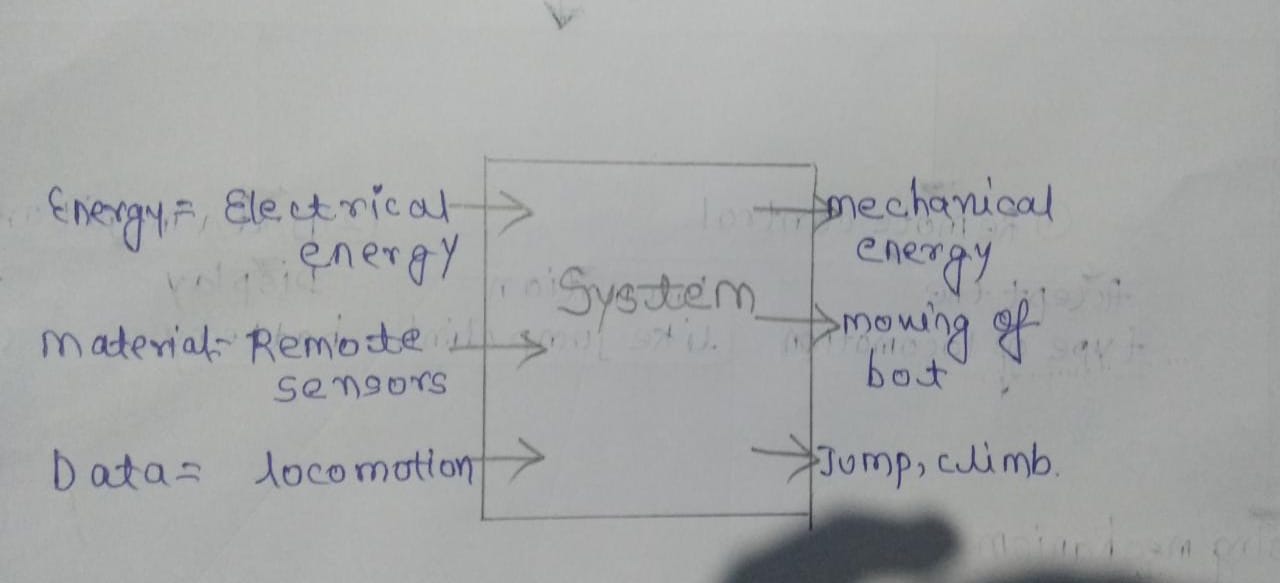 Energy = Electrical
energy
mechanical
energy
System
material- Remote
sensors
moving of
bot
Data = locomotion
Jump, climb.